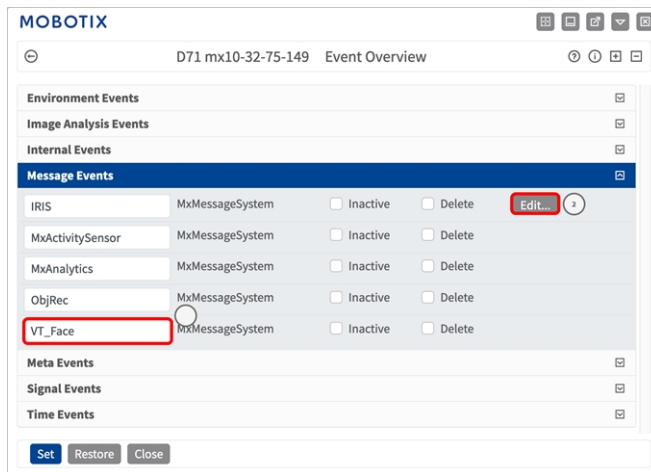 MOBOTIX
D71 mx10-32-75-149 Event Overview
Environment Events
Image Analysis Events
Internal Events
Message Events
IRIS MxMessageSystem Inactive Delete Edit... 2
MxActivitySensor MxMessageSystem Inactive Delete
MxAnalytics MxMessageSystem Inactive Delete
ObjRec MxMessageSystem Inactive Delete
VT_Face MxMessageSystem Inactive Delete
Meta Events
Signal Events
Time Events
Set Restore Close